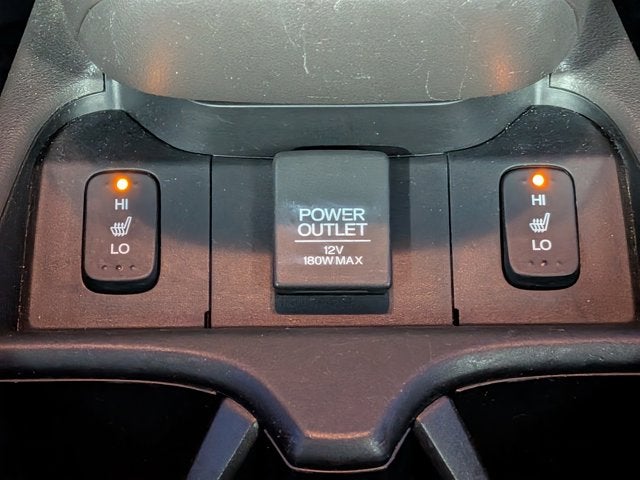 HI
LO
POWER
OUTLET
12V
180W MAX
HI
LO